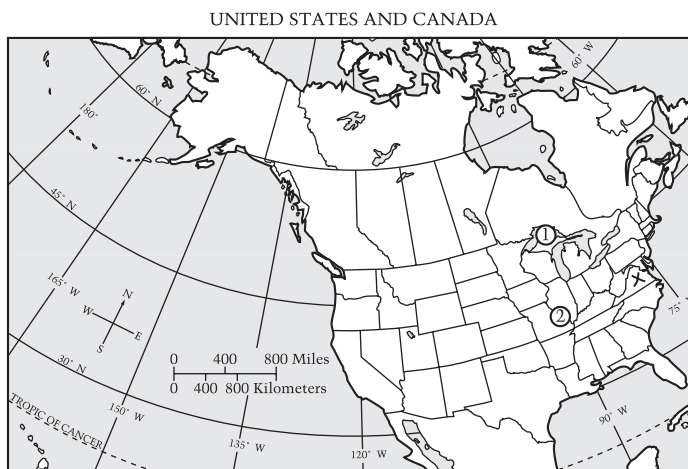 UNITED STATES AND CANADA
60° W
60° N
180°
45° N
1
165° W
N
W
E
S
2
X
75°
0 400 800 Miles
0 400 800 Kilometers
30° N
TROPIC OF CANCER
150° W
135° W
120° W
90° W